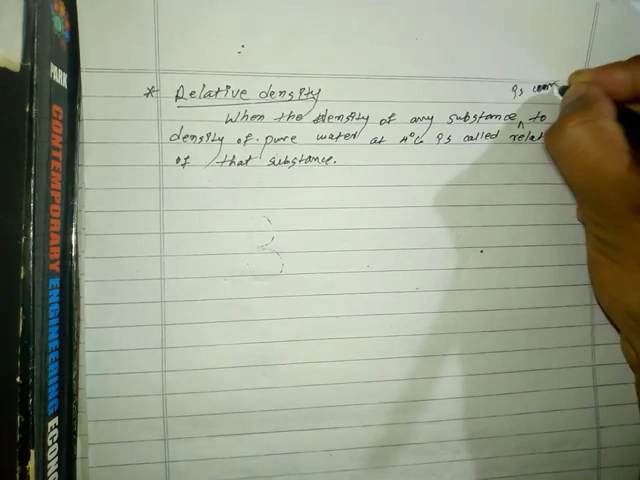 PARK
CONTEMPORARY ENGINEERING ECONO
* Relative density
is com
When the density of any substance ^ to
density of pure water at 4°C is called relat
of that substance.
3